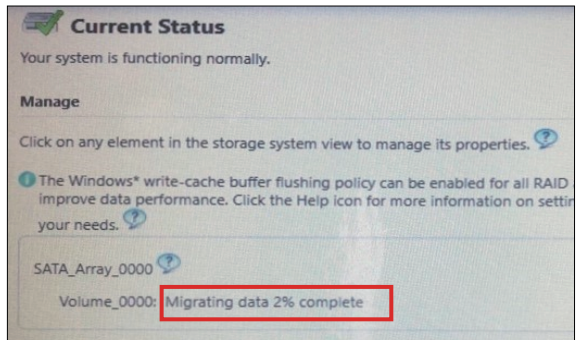 Current Status
Your system is functioning normally.
Manage
Click on any element in the storage system view to manage its properties.
The Windows* write-cache buffer flushing policy can be enabled for all RAID
improve data performance. Click the Help icon for more information on
your needs.
SATA_Array_0000
Volume_0000: Migrating data 2% complete